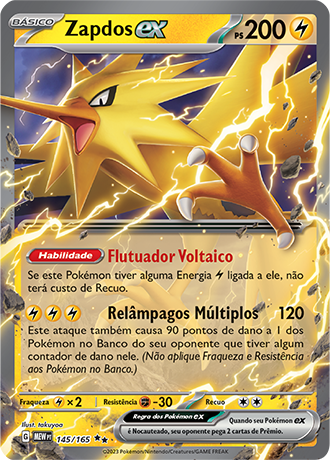 BÁSICO
Zapdos ex PS 200
Habilidade Flutuador Voltaico
Se este Pokémon tiver alguma Energia ligada a ele, não
terá custo de Recuo.
Relâmpagos Múltiplos 120
Este ataque também causa 90 pontos de dano a 1 dos
Pokémon no Banco do seu oponente que tiver algum
contador de dano nele. (Não aplique Fraqueza e Resistência
aos Pokémon no Banco.)
Fraqueza ×2 Resistência -30 Recuo
Ilust. takuyoa
Regra dos Pokémon ex
Quando seu Pokémon ex
é Nocauteado, seu oponente pega 2 cartas de Prêmio.
G MEW PT 145/165
©2023 Pokémon/Nintendo/Creatures/GAME FREAK